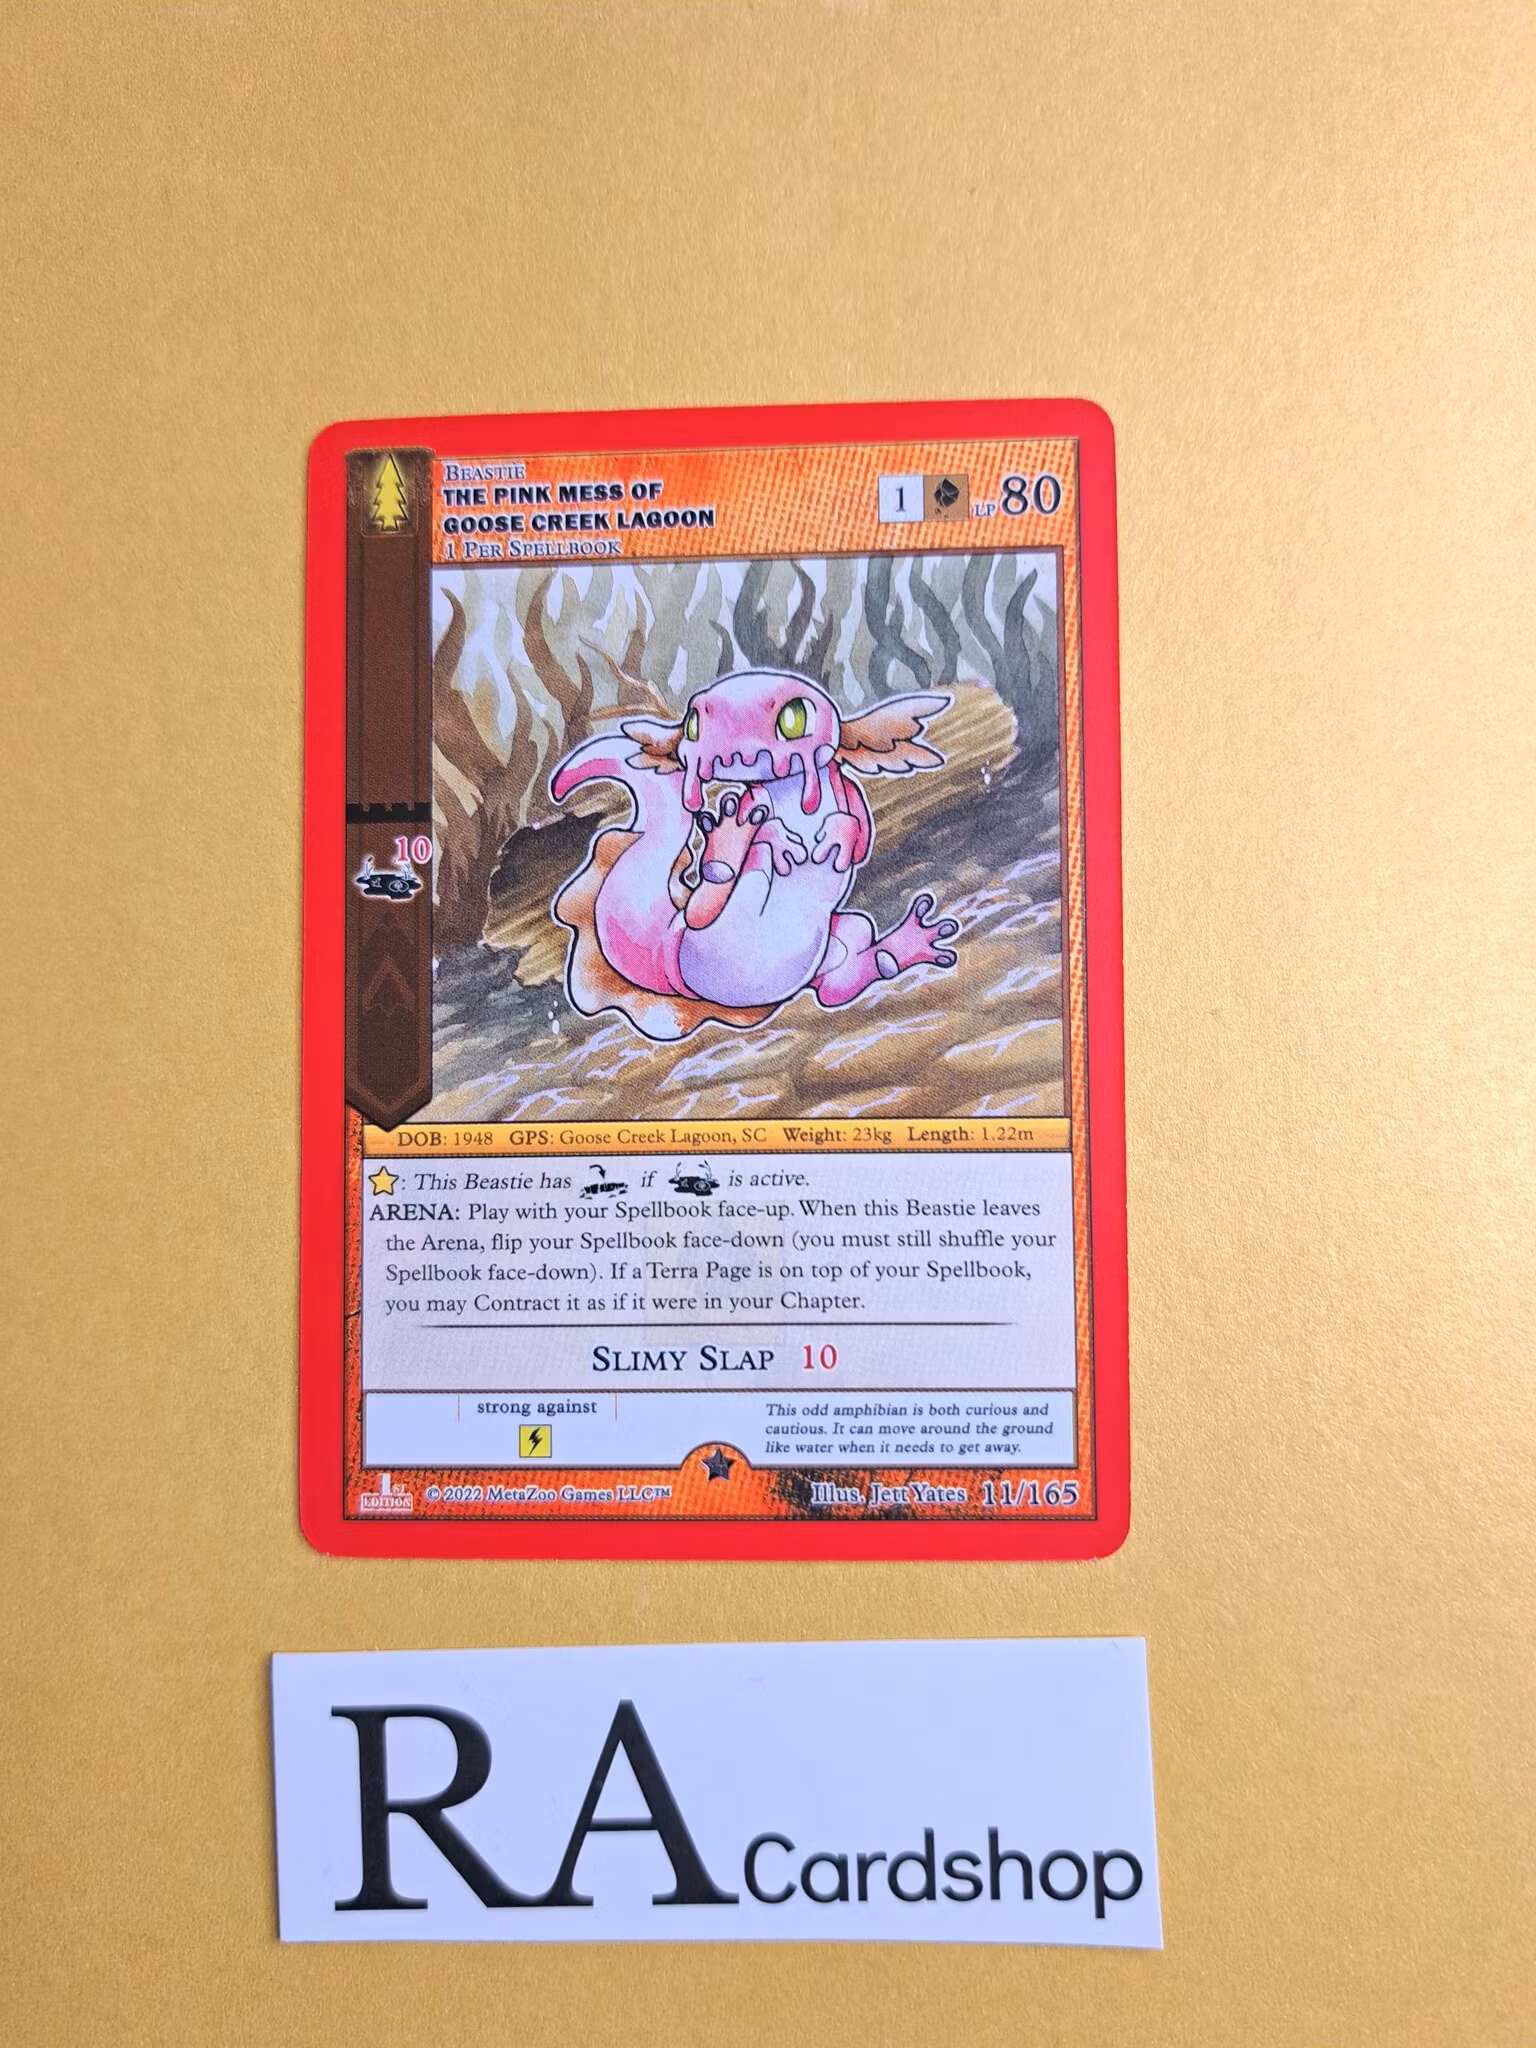 BEASTIE
THE PINK MESS OF
GOOSE CREEK LAGOON
1 PER SPELLBOOK
1 LP 80
10
DOB: 1948 GPS: Goose Creek Lagoon, SC Weight: 23kg Length: 1.22m
: This Beastie has if is active.
ARENA: Play with your Spellbook face-up. When this Beastie leaves
the Arena, flip your Spellbook face-down (you must still shuffle your
Spellbook face-down). If a Terra Page is on top of your Spellbook,
you may Contract it as if it were in your Chapter.
SLIMY SLAP 10
strong against
This odd amphibian is both curious and
cautious. It can move around the ground
like water when it needs to get away.
1ST
EDITION
© 2022 MetaZoo Games LLC™
Illus. Jett Yates 11/165
RA Cardshop